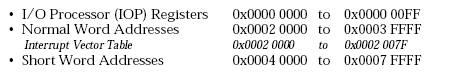 • I/O Processor (IOP) Registers 0x0000 0000 to 0x0000 00FF
• Normal Word Addresses 0x0002 0000 to 0x0003 FFFF
Interrupt Vector Table 0x0002 0000 to 0x0002 007F
• Short Word Addresses 0x0004 0000 to 0x0007 FFFF